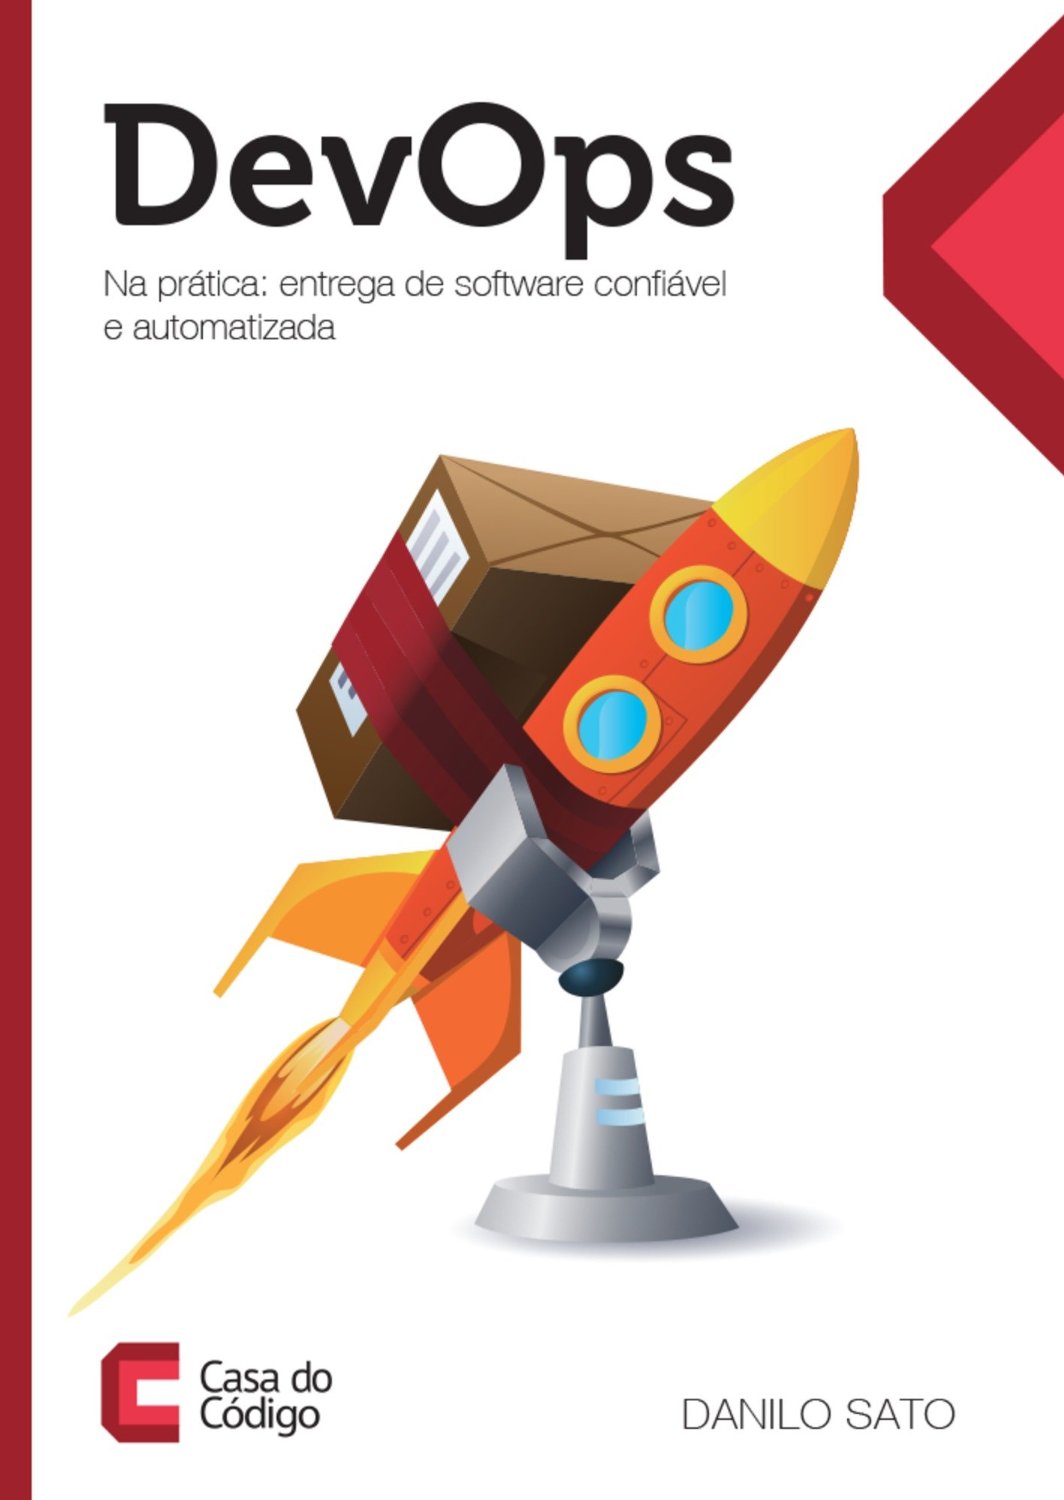 DevOps
Na prática: entrega de software confiável
e automatizada
Casa do
Código
DANILO SATO